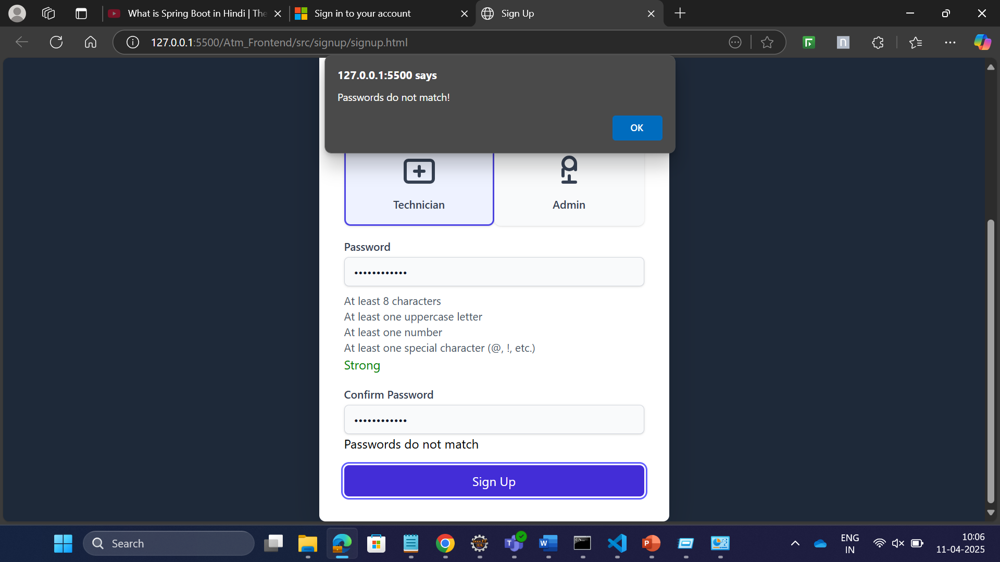 What is Spring Boot in Hindi | The
Sign in to your account
Sign Up
127.0.0.1:5500/Atm_Frontend/src/signup/signup.html
127.0.0.1:5500 says
Passwords do not match!
OK
Technician
Admin
Password
At least 8 characters
At least one uppercase letter
At least one number
At least one special character (@, !, etc.)
Strong
Confirm Password
Passwords do not match
Sign Up
Search
ENG
IN
10:06
11-04-2025